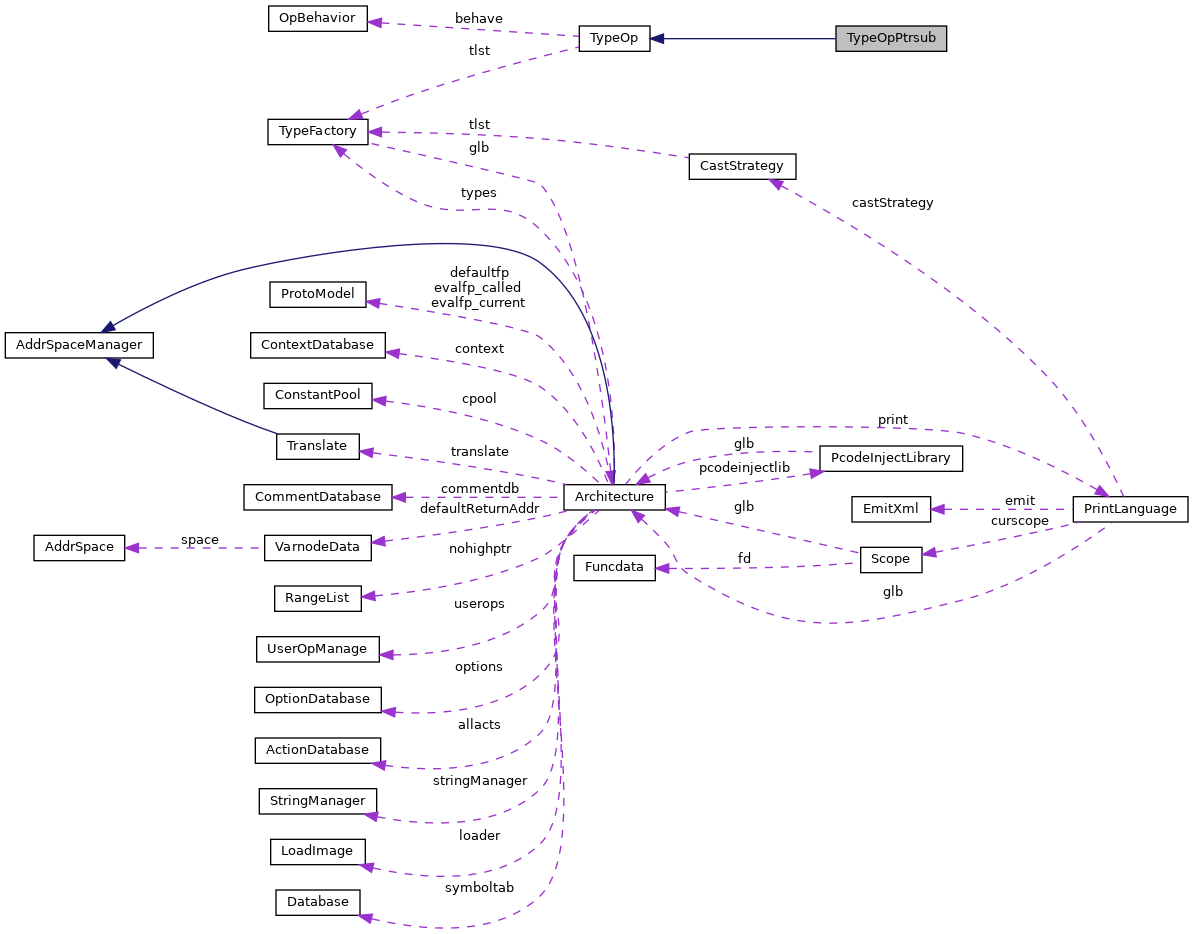 OpBehavior
behave
TypeOp
TypeOpPtrsub
tlst
TypeFactory
tlst
glb
CastStrategy
types
castStrategy
defaultfp
evalfp_called
evalfp_current
ProtoModel
AddrSpaceManager
ContextDatabase
context
ConstantPool
cpool
print
Translate
translate
glb
PcodeInjectLibrary
pcodeinjectlib
CommentDatabase
commentdb
Architecture
defaultReturnAddr
glb
EmitXml
emit
curscope
PrintLanguage
AddrSpace
space
VarnodeData
nohighptr
Funcdata
fd
Scope
RangeList
userops
glb
UserOpManage
options
OptionDatabase
allacts
ActionDatabase
stringManager
StringManager
loader
LoadImage
symboltab
Database